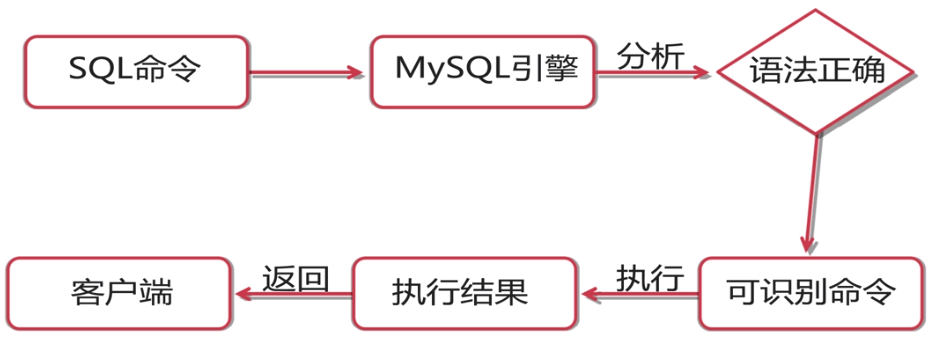 SQL命令
MySQL引擎
分析
语法正确
可识别命令
执行
执行结果
返回
客户端